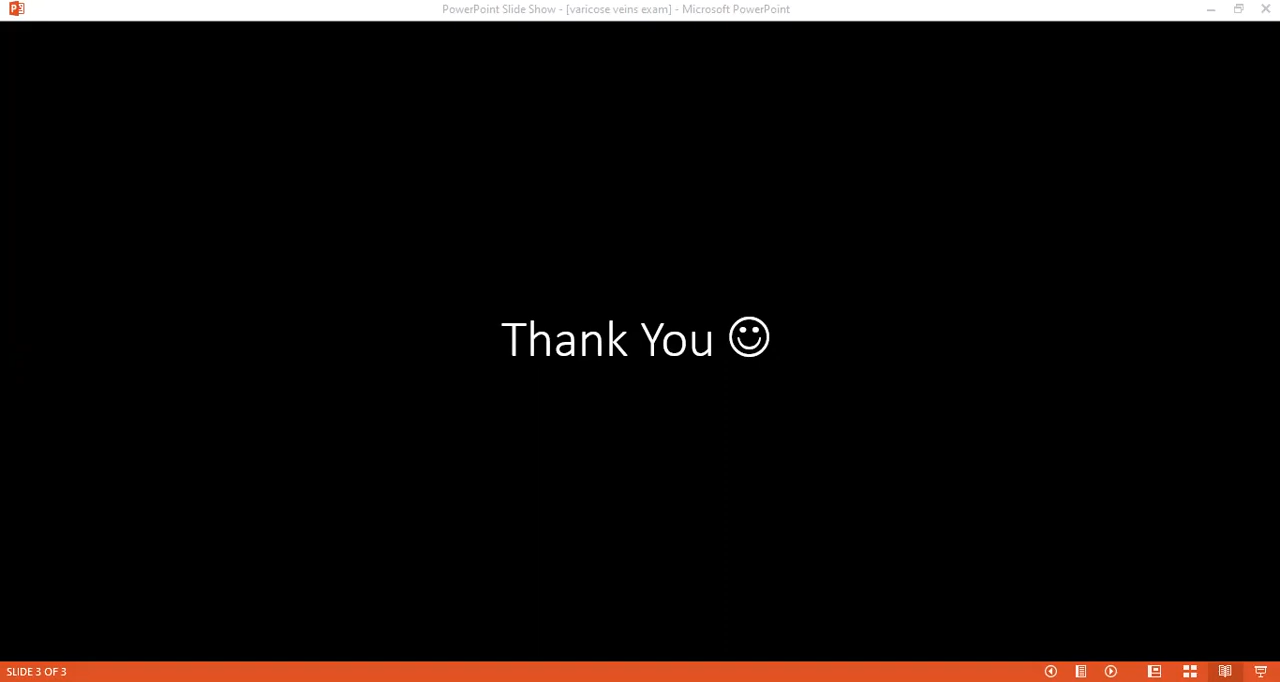 PowerPoint Slide Show - [varicose veins exam] - Microsoft PowerPoint
Thank You ☺
SLIDE 3 OF 3